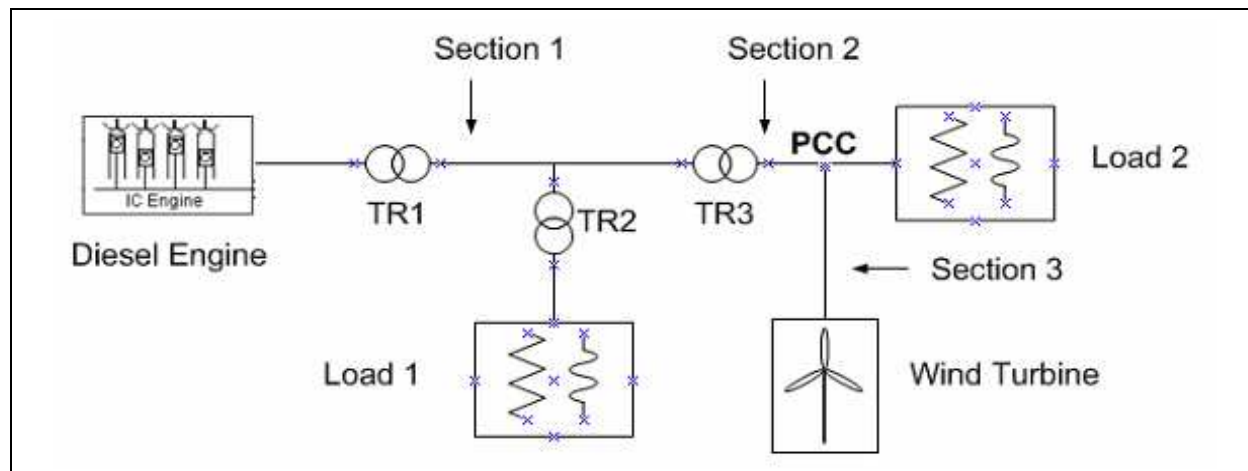 Section 1
Section 2
PCC
Load 2
IC Engine
TR1
TR2
TR3
Diesel Engine
Section 3
Load 1
Wind Turbine